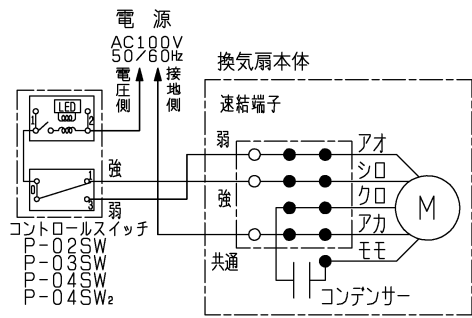 電 源
AC100V
50/60Hz
電圧側
接地側
換気扇本体
速結端子
LED
1
2
弱
アオ
強
シロ
0
1
3
強
クロ
M
弱
アカ
コントロールスイッチ
P-02SW
P-03SW
P-04SW
P-04SW₂
共通
モモ
コンデンサー